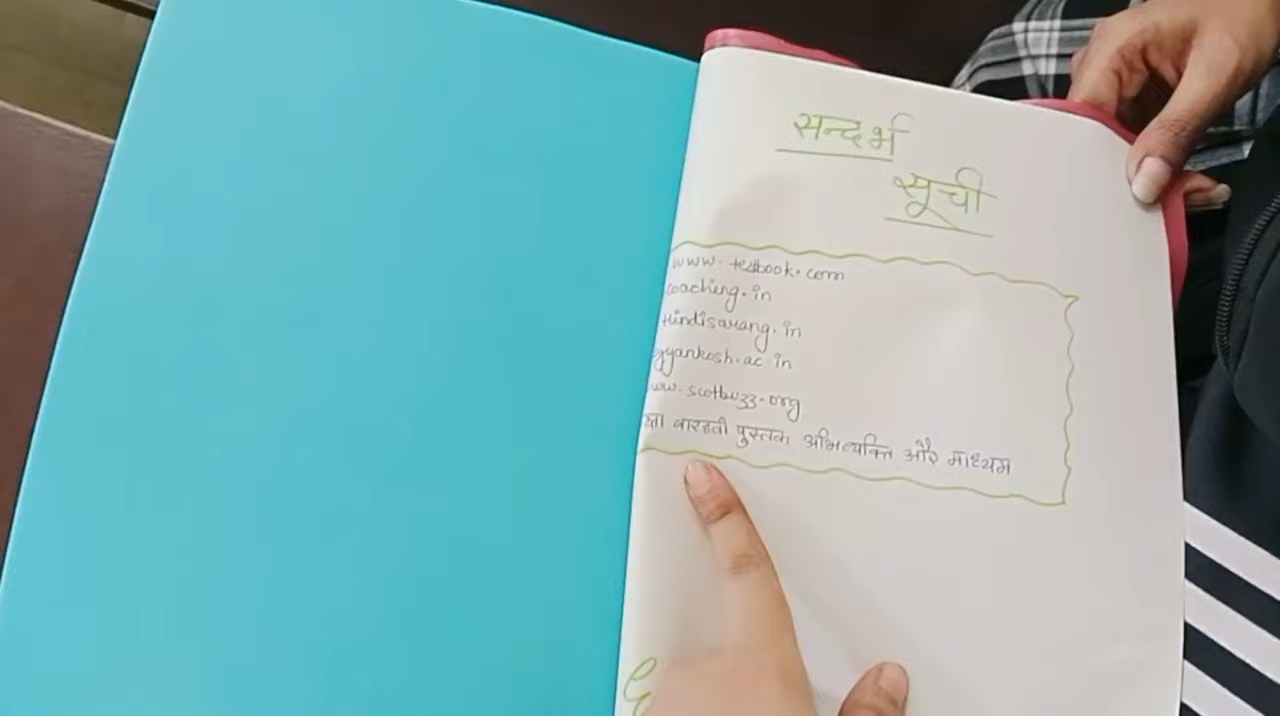 सन्दर्भ
सूची
www.testbook.com
coaching.in
hindisarang.in
gyankosh.ac.in
ww.scotbuzz.org
क्षा बारहवी पुस्तक अभिव्यक्ति और माध्यम